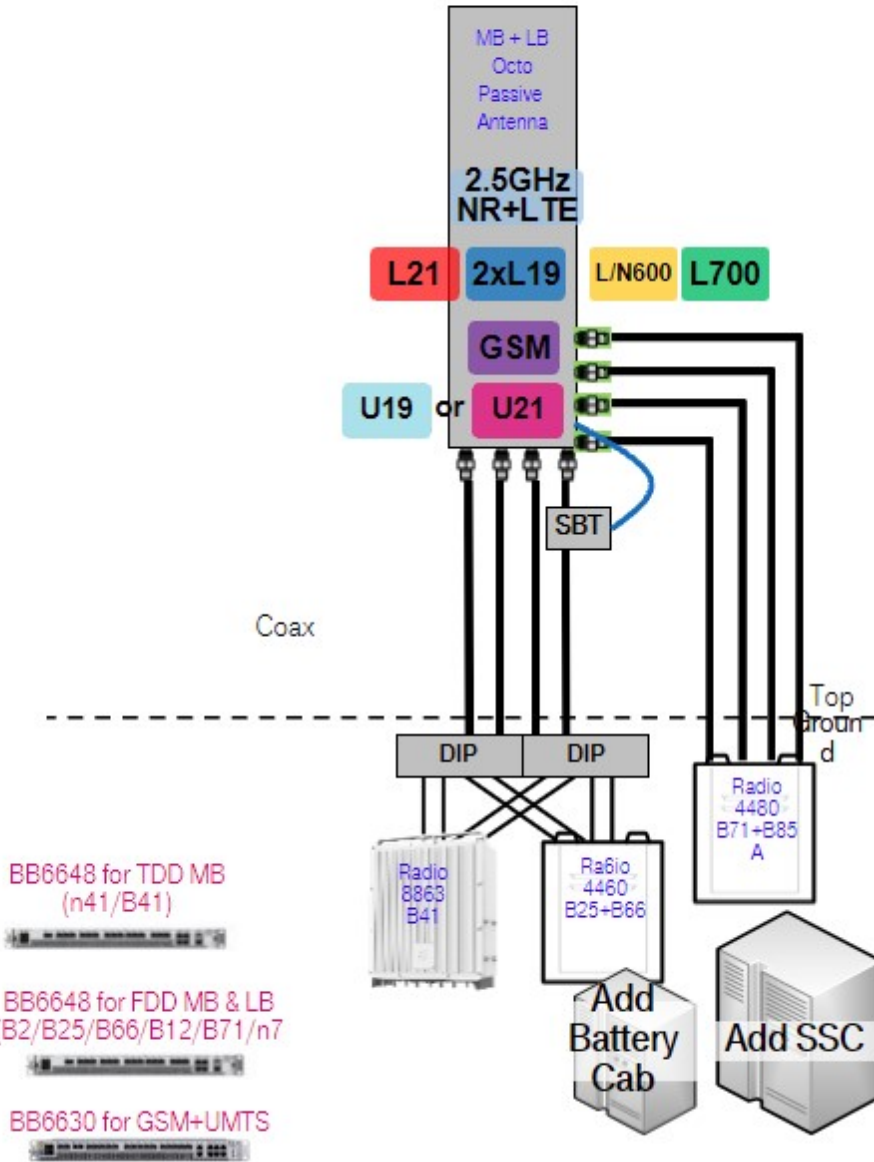 MB + LB
Octo
Passive
Antenna
2.5GHz
NR+LTE
L21
2xL19
L/N600
L700
GSM
U19 or U21
SBT
Coax
Top
Groun
d
DIP
DIP
Radio
4480
B71+B85
A
Radio
8863
B41
Ra6io
4460
B25+B66
BB6648 for TDD MB
(n41/B41)
BB6648 for FDD MB & LB
(B2/B25/B66/B12/B71/n7
BB6630 for GSM+UMTS
Add
Battery
Cab
Add SSC